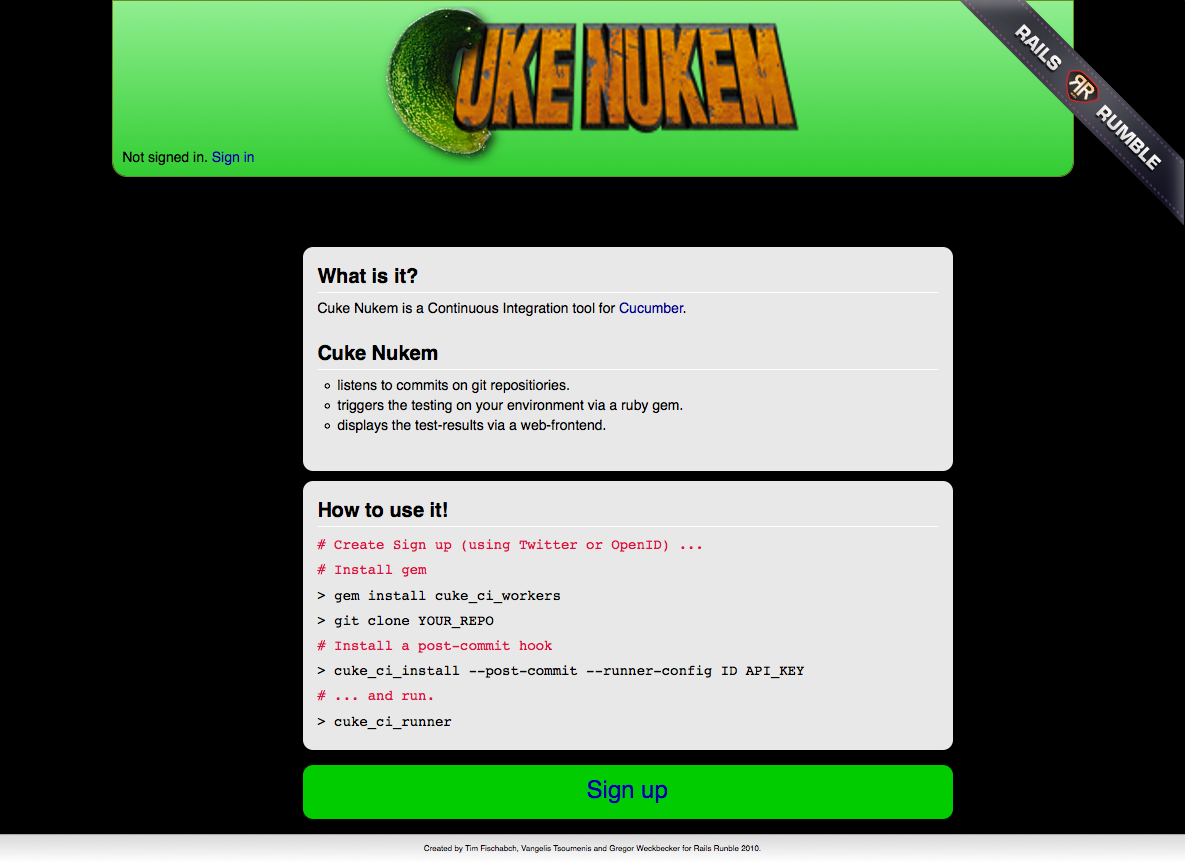 CUKE NUKEM
RAILS RR RUMBLE
Not signed in. Sign in
What is it?
Cuke Nukem is a Continuous Integration tool for Cucumber.
Cuke Nukem
listens to commits on git repositiories.
triggers the testing on your environment via a ruby gem.
displays the test-results via a web-frontend.
How to use it!
# Create Sign up (using Twitter or OpenID) ...
# Install gem
> gem install cuke_ci_workers
> git clone YOUR_REPO
# Install a post-commit hook
> cuke_ci_install --post-commit --runner-config ID API_KEY
# ... and run.
> cuke_ci_runner
Sign up
Created by Tim Fischabch, Vangelis Tsoumenis and Gregor Weckbecker for Rails Runble 2010.